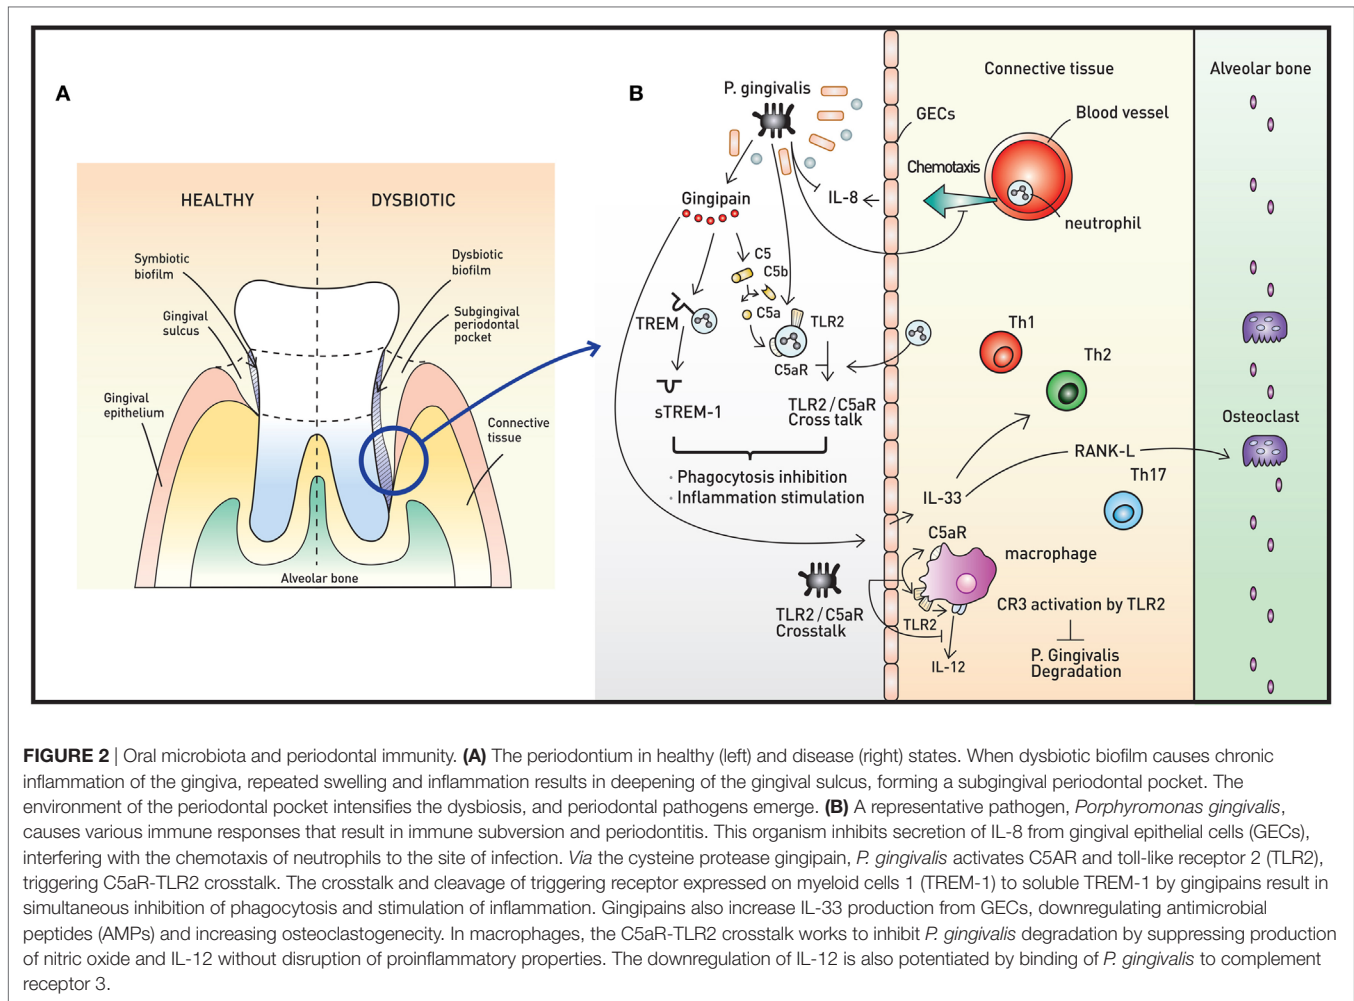 A
HEALTHY
DYSBIOTIC
Symbiotic
biofilm
Gingival
sulcus
Gingival
epithelium
Dysbiotic
biofilm
Subgingival
periodontal
pocket
Connective
tissue
Alveolar bone
B
P. gingivalis
Gingipain
IL-8
C5
C5b
C5a
TREM
TLR2
C5aR
sTREM-1
TLR2/C5aR
Cross talk
· Phagocytosis inhibition
· Inflammation stimulation
TLR2/C5aR
Crosstalk
Connective tissue
GECs
Blood vessel
Chemotaxis
neutrophil
Th1
Th2
RANK-L
Th17
IL-33
C5aR
macrophage
TLR2
IL-12
CR3 activation by TLR2
P. Gingivalis
Degradation
Alveolar bone
Osteoclast
FIGURE 2 | Oral microbiota and periodontal immunity. (A) The periodontium in healthy (left) and disease (right) states. When dysbiotic biofilm causes chronic
inflammation of the gingiva, repeated swelling and inflammation results in deepening of the gingival sulcus, forming a subgingival periodontal pocket. The
environment of the periodontal pocket intensifies the dysbiosis, and periodontal pathogens emerge. (B) A representative pathogen, Porphyromonas gingivalis,
causes various immune responses that result in immune subversion and periodontitis. This organism inhibits secretion of IL-8 from gingival epithelial cells (GECs),
interfering with the chemotaxis of neutrophils to the site of infection. Via the cysteine protease gingipain, P. gingivalis activates C5AR and toll-like receptor 2 (TLR2),
triggering C5aR-TLR2 crosstalk. The crosstalk and cleavage of triggering receptor expressed on myeloid cells 1 (TREM-1) to soluble TREM-1 by gingipains result in
simultaneous inhibition of phagocytosis and stimulation of inflammation. Gingipains also increase IL-33 production from GECs, downregulating antimicrobial
peptides (AMPs) and increasing osteoclastogenecity. In macrophages, the C5aR-TLR2 crosstalk works to inhibit P. gingivalis degradation by suppressing production
of nitric oxide and IL-12 without disruption of proinflammatory properties. The downregulation of IL-12 is also potentiated by binding of P. gingivalis to complement
receptor 3.